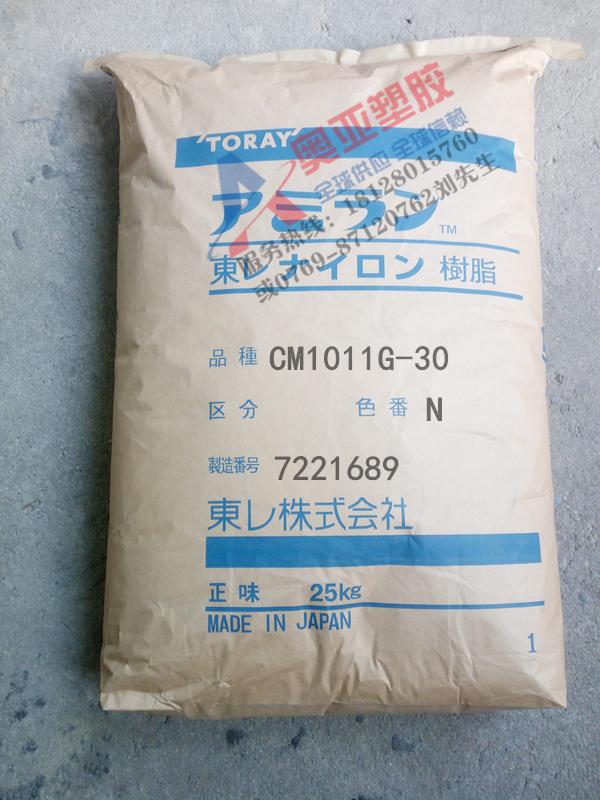 TORAY
奥亚塑胶
全球供应 全球信赖
アミラン TM
服务热线：18128015760
或0769-87120762刘先生
東レナイロン 樹脂
品種 CM1011G-30
区分 色番 N
製造番号 7221689
東レ株式会社
正味 25kg
MADE IN JAPAN
1